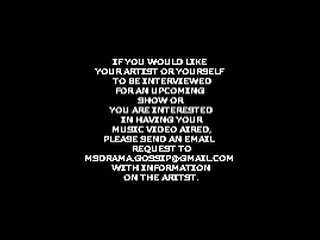 IF YOU WOULD LIKE
YOUR ARTIST OR YOURSELF
TO BE INTERVIEWED
FOR AN UPCOMING
SHOW OR
YOU ARE INTERESTED
IN HAVING YOUR
MUSIC VIDEO AIRED,
PLEASE SEND AN EMAIL
REQUEST TO
MSDRAMA.GOSSIP@GMAIL.COM
WITH INFORMATION
ON THE ARITST.